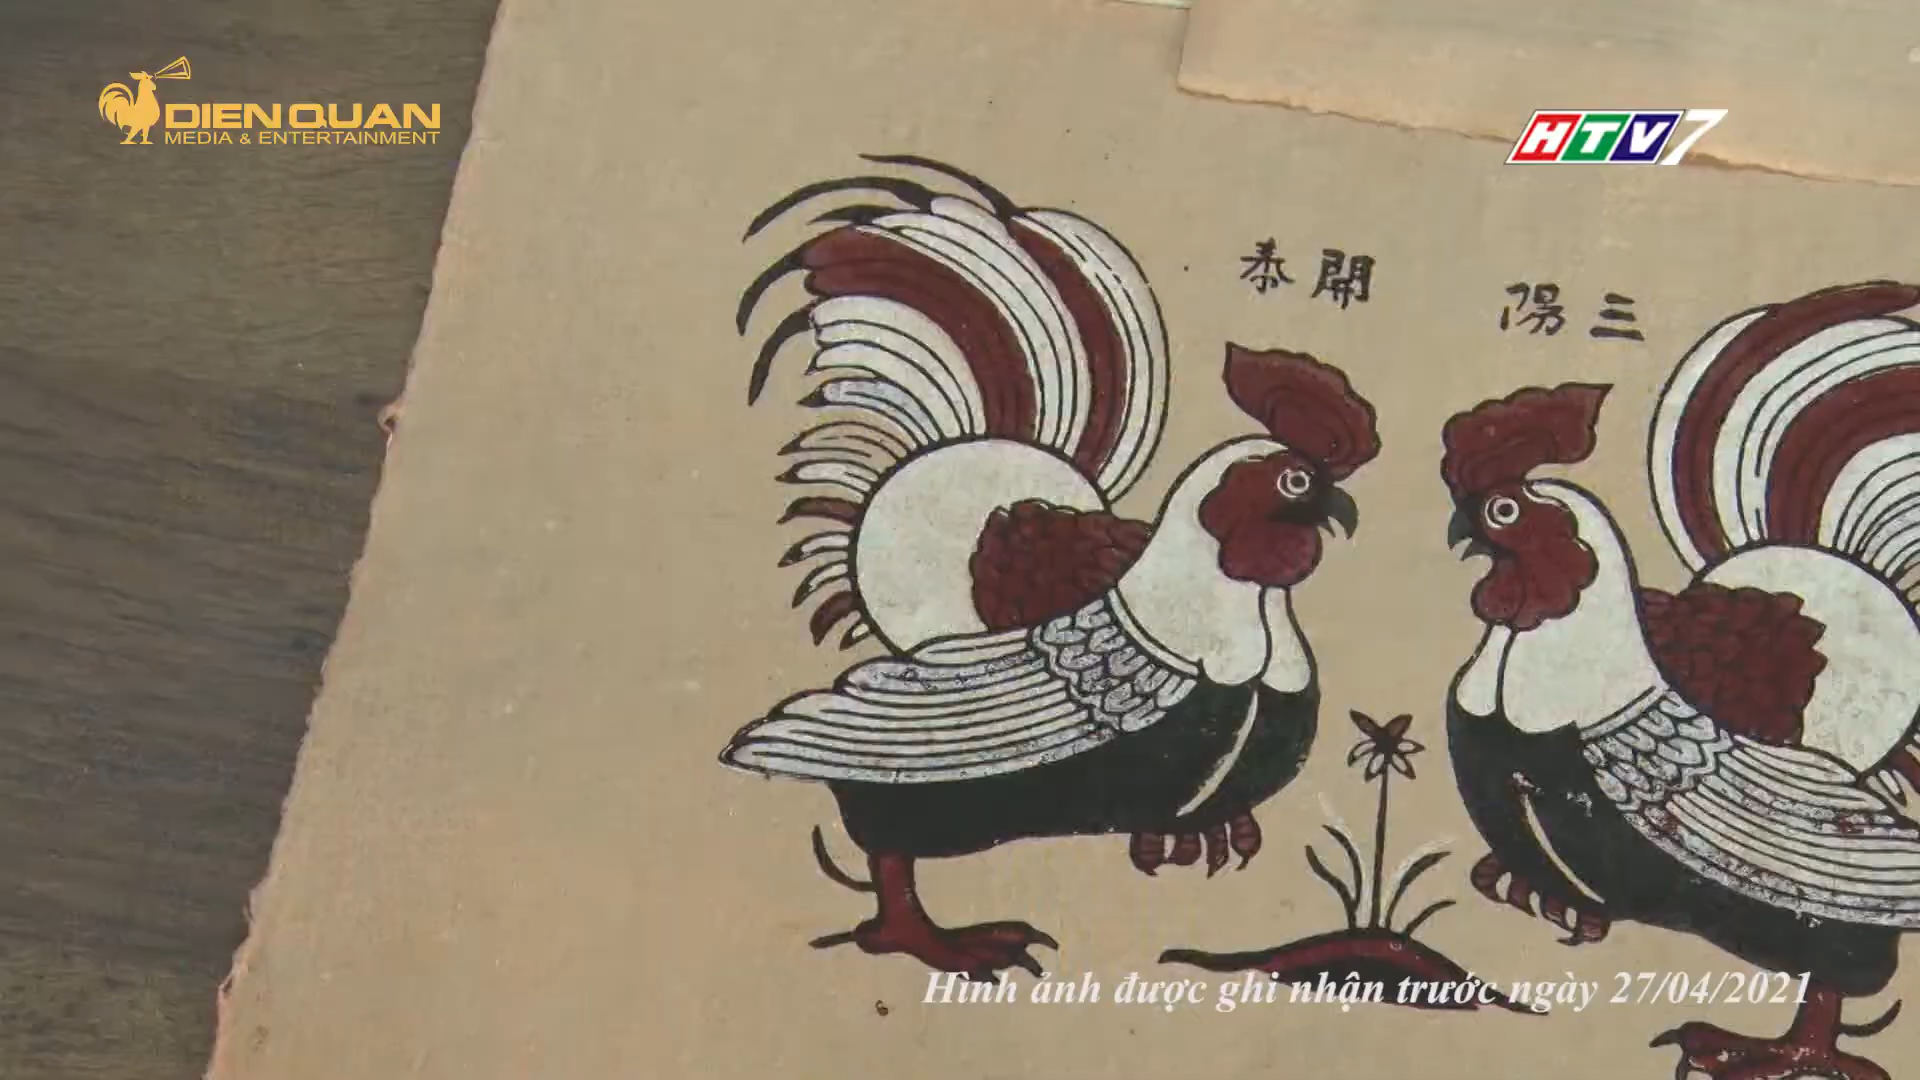 DIEN QUAN
MEDIA & ENTERTAINMENT
HTV7
泰開
陽三
Hình ảnh được ghi nhận trước ngày 27/04/2021